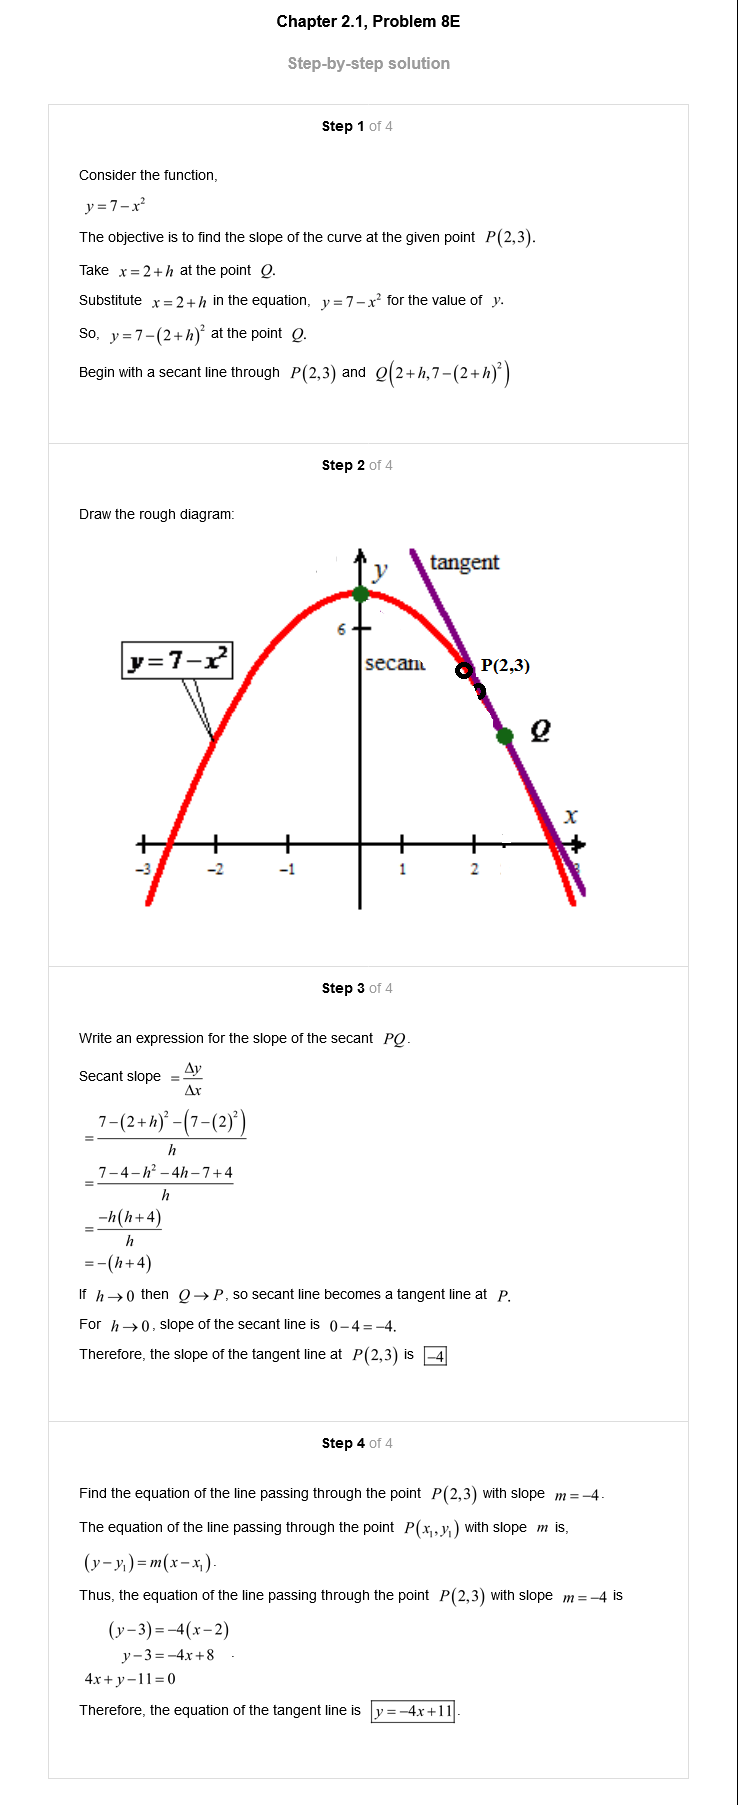 Chapter 2.1, Problem 8E
Step-by-step solution
Step 1 of 4
Consider the function,
y = 7 − x²
The objective is to find the slope of the curve at the given point P(2,3).
Take x = 2 + h at the point Q.
Substitute x = 2 + h in the equation, y = 7 − x² for the value of y.
So, y = 7 − (2 + h)² at the point Q.
Begin with a secant line through P(2,3) and Q(2 + h, 7 − (2 + h)²)
Step 2 of 4
Draw the rough diagram:
tangent
y
6
y = 7 − x²
secant
P(2,3)
Q
x
−3 −2 −1 1 2
Step 3 of 4
Write an expression for the slope of the secant PQ.
Secant slope = Δy/Δx
= (7 − (2 + h)² − (7 − (2)²))/h
= (7 − 4 − h² − 4h − 7 + 4)/h
= −h(h + 4)/h
= −(h + 4)
If h → 0 then Q → P, so secant line becomes a tangent line at P.
For h → 0, slope of the secant line is 0 − 4 = −4.
Therefore, the slope of the tangent line at P(2,3) is −4
Step 4 of 4
Find the equation of the line passing through the point P(2,3) with slope m = −4.
The equation of the line passing through the point P(x₁, y₁) with slope m is,
(y − y₁) = m(x − x₁).
Thus, the equation of the line passing through the point P(2,3) with slope m = −4 is
(y − 3) = −4(x − 2)
y − 3 = −4x + 8 .
4x + y − 11 = 0
Therefore, the equation of the tangent line is y = −4x + 11.